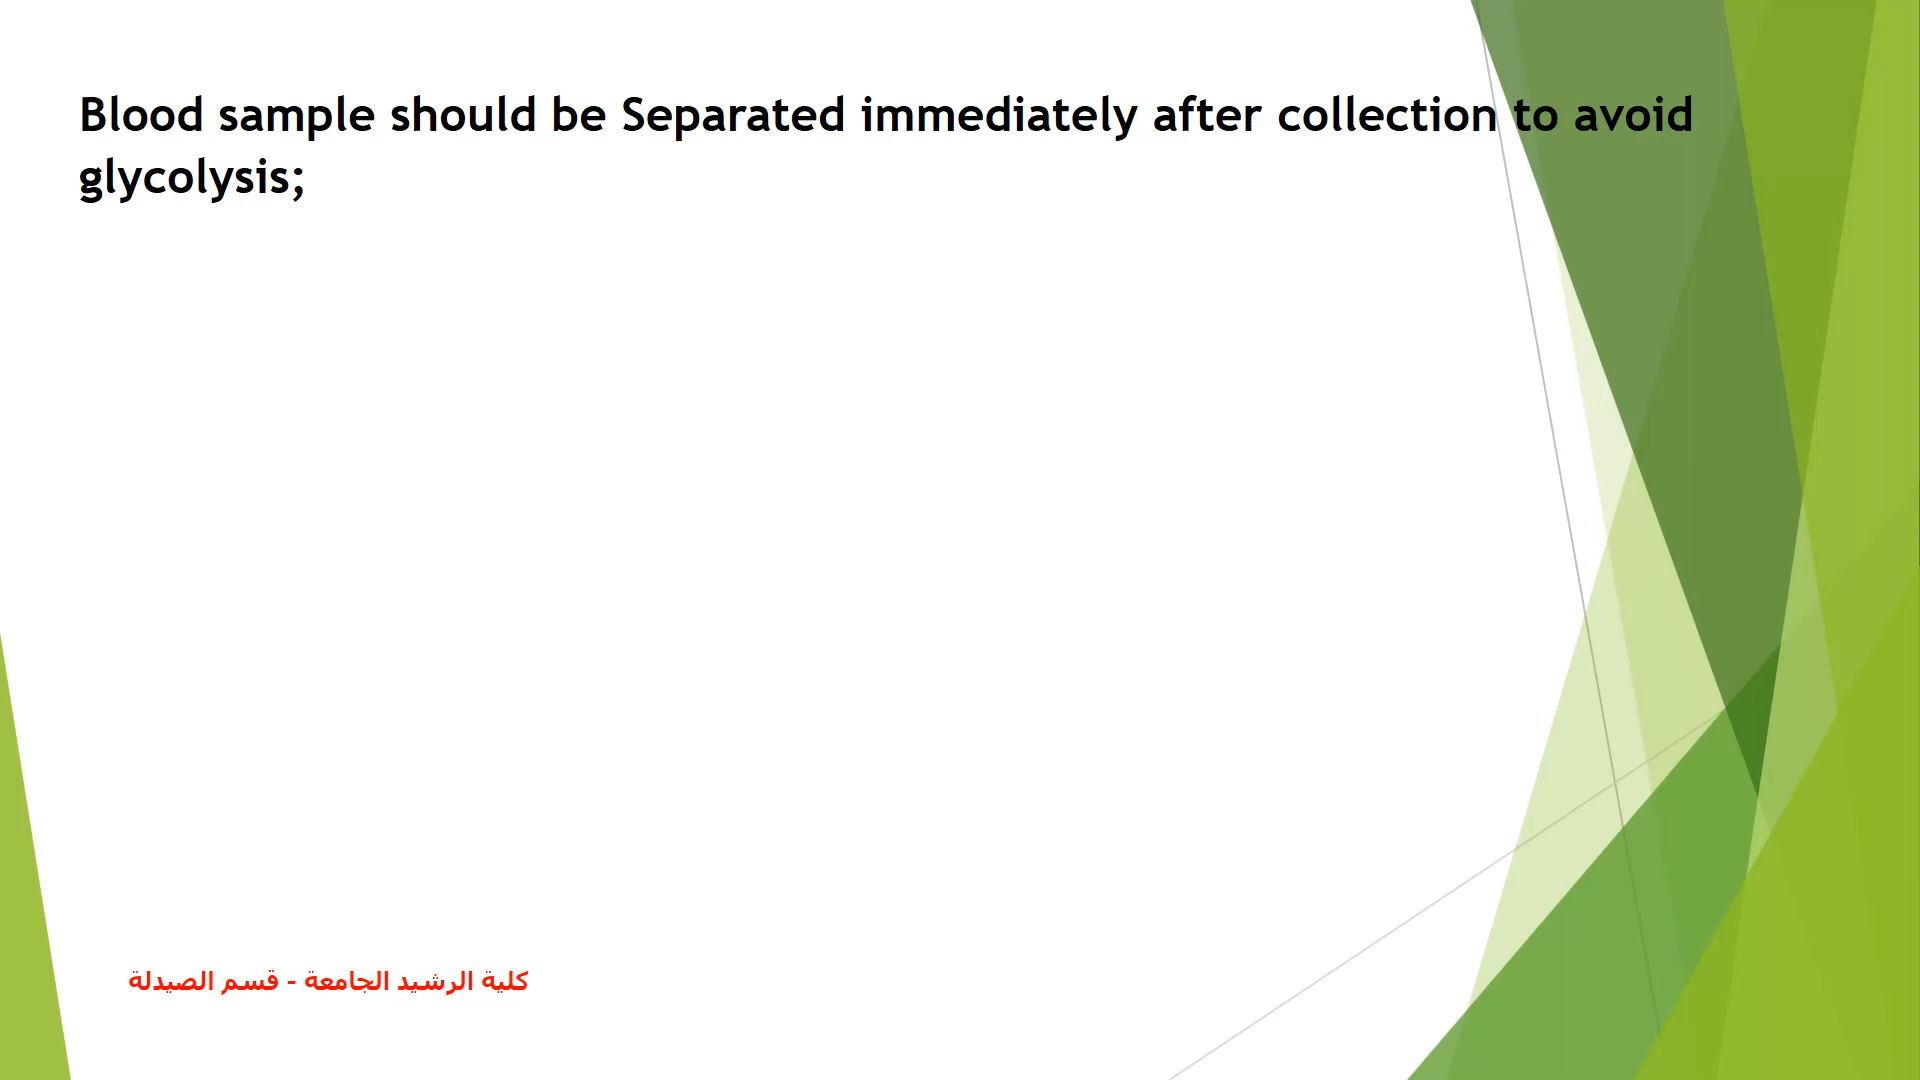 Blood sample should be Separated immediately after collection to avoid
glycolysis;
كلية الرشيد الجامعة - قسم الصيدلة